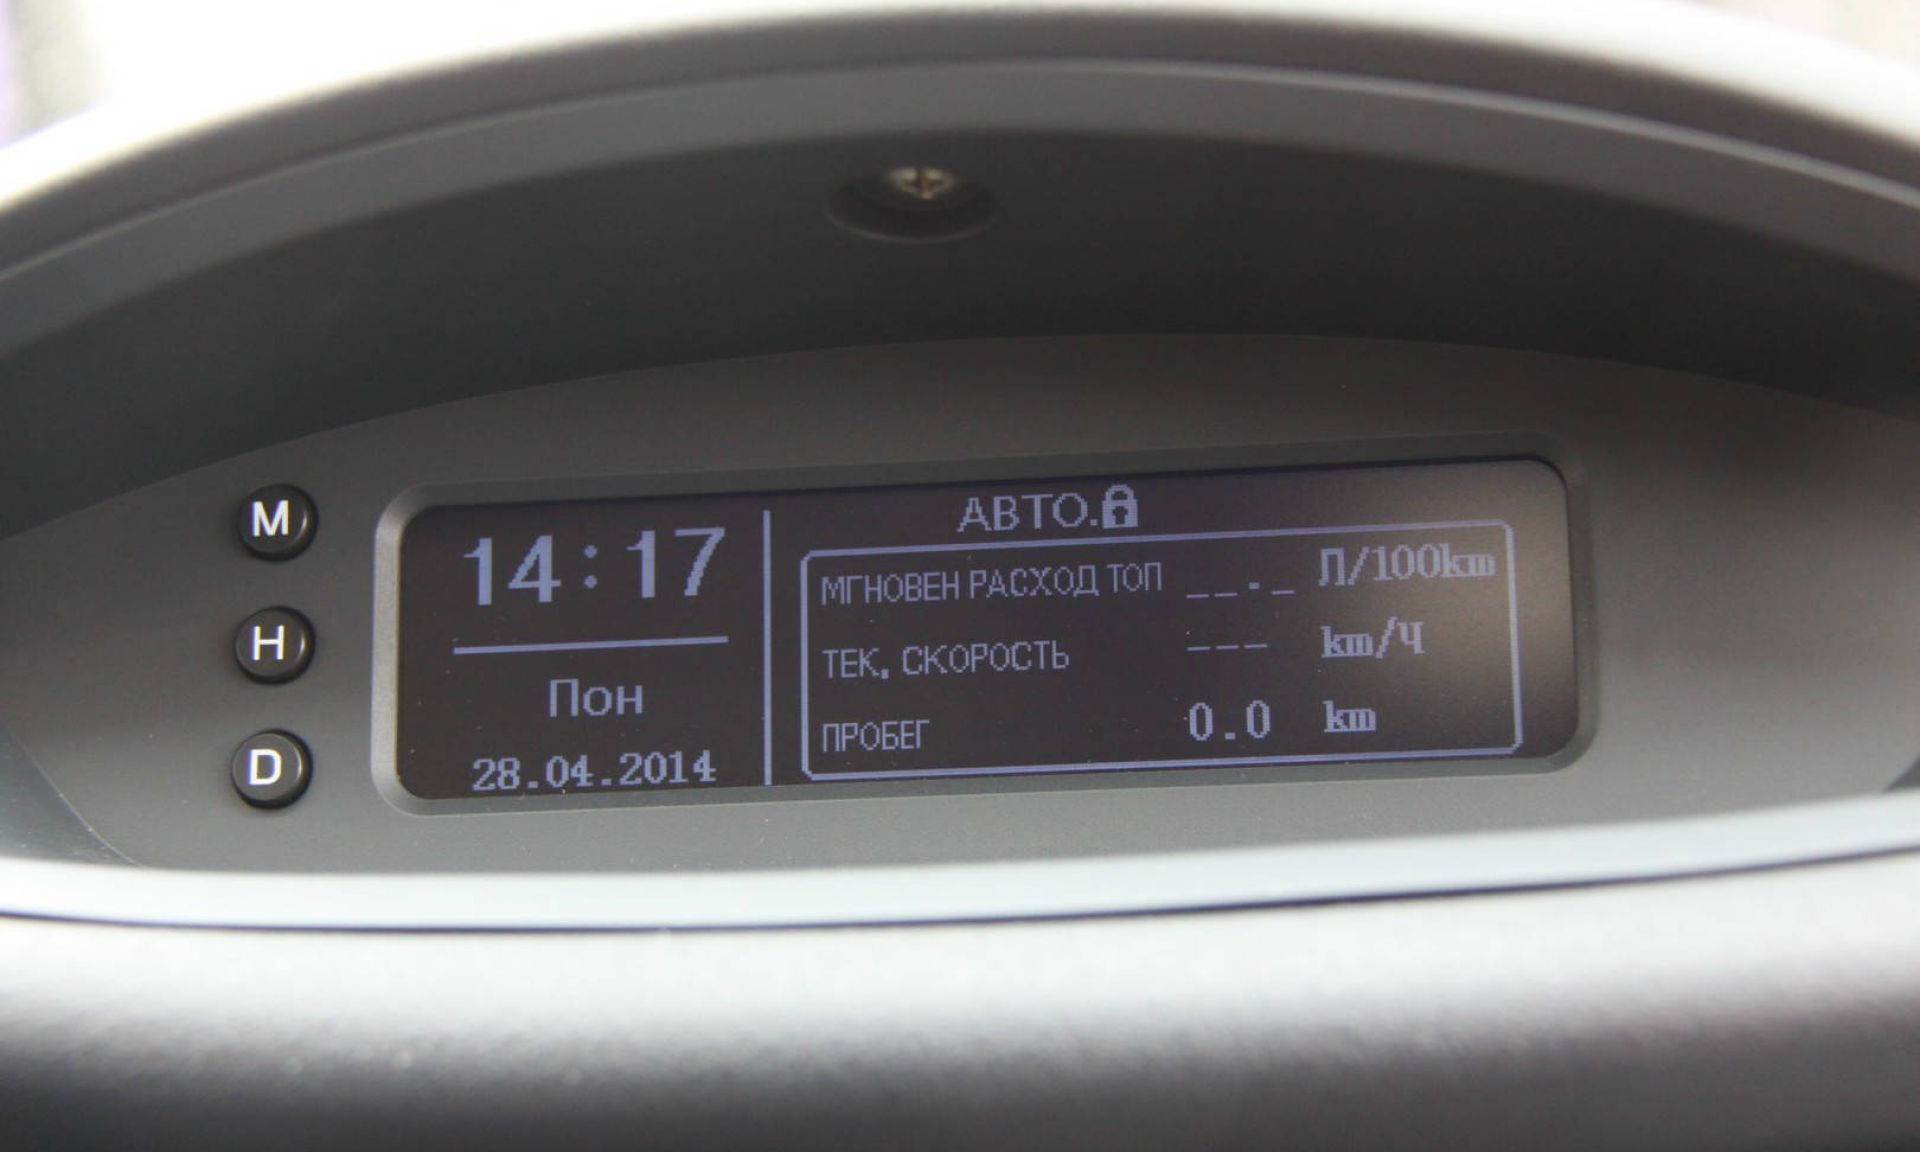 M
H
D
14:17
Пон
28.04.2014
АВТО.
МГНОВЕН РАСХОД ТОП __._ Л/100km
ТЕК. СКОРОСТЬ --- km/Ч
ПРОБЕГ 0.0 km